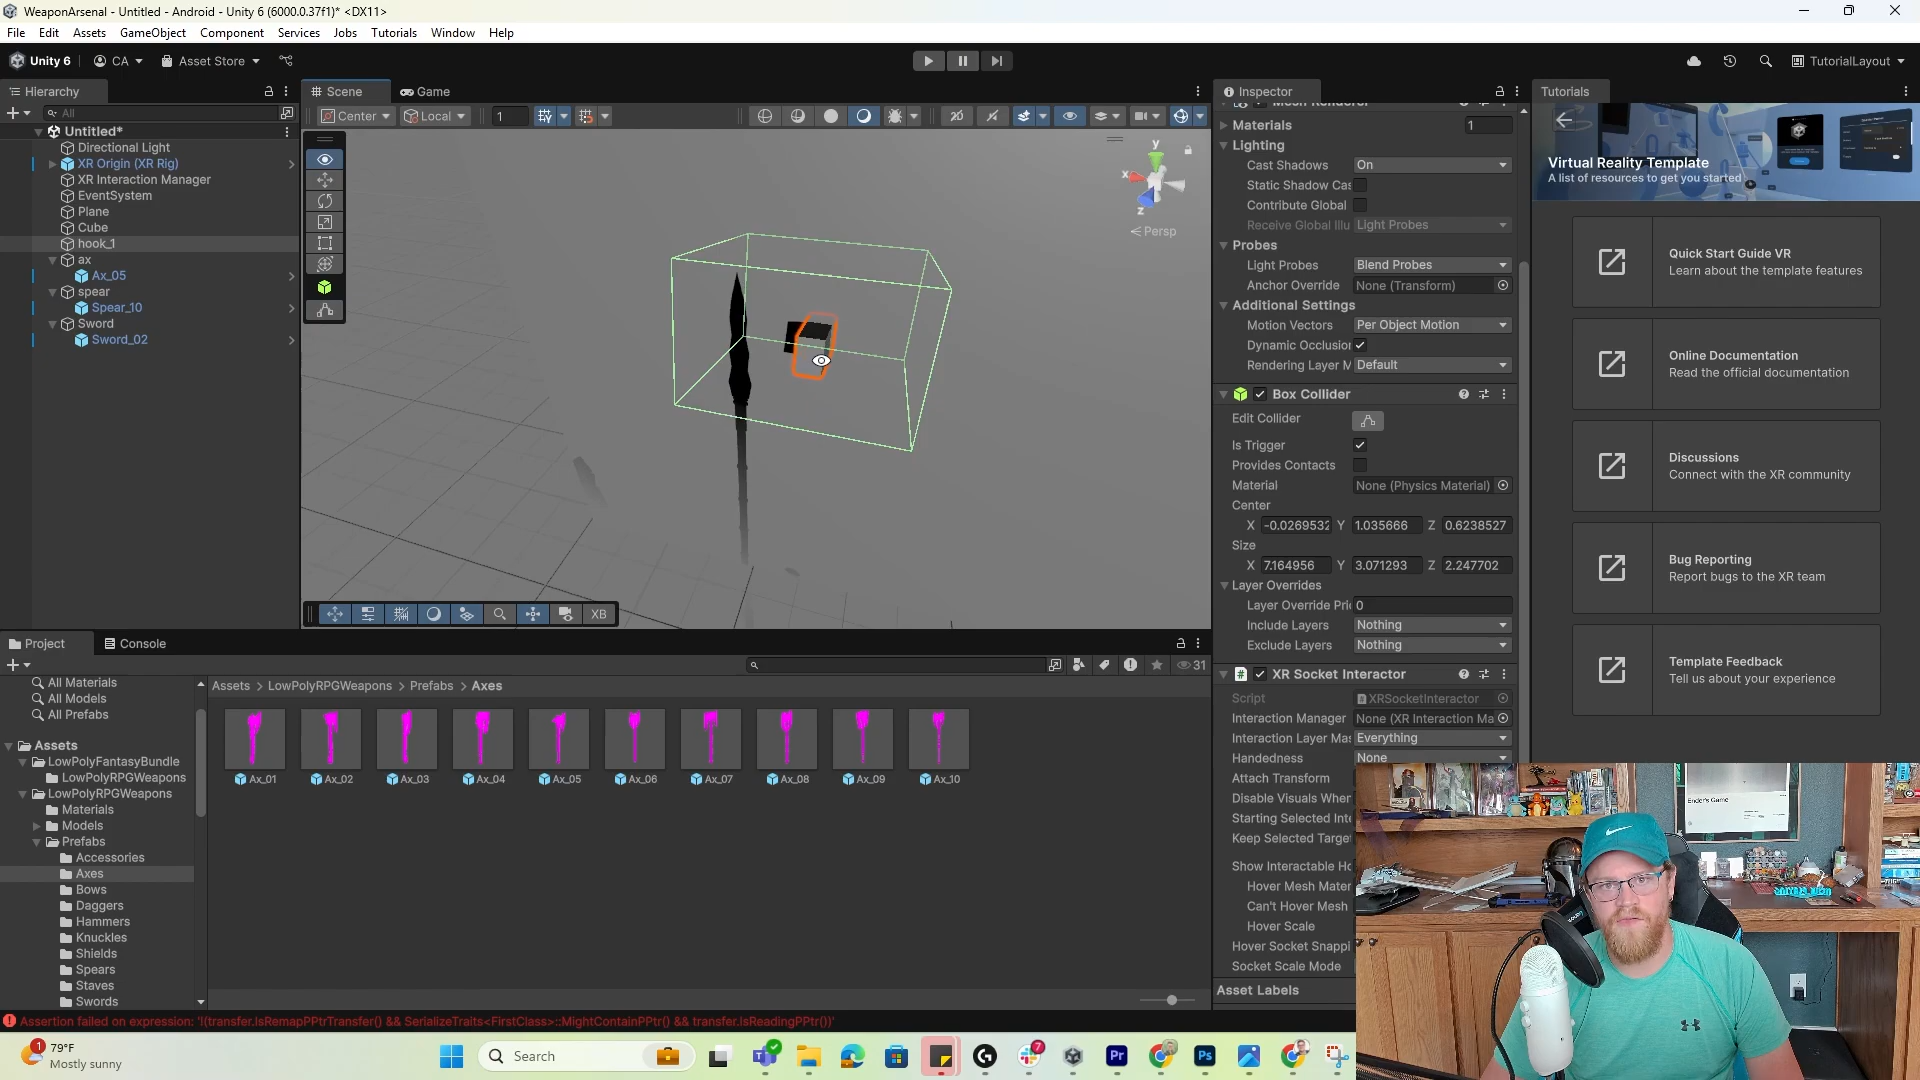 WeaponArsenal - Untitled - Android - Unity 6 (6000.0.37f1)* <DX11>
File Edit Assets GameObject Component Services Jobs Tutorials Window Help
Unity 6 CA Asset Store TutorialLayout
Hierarchy
All
Untitled*
Directional Light
XR Origin (XR Rig)
XR Interaction Manager
EventSystem
Plane
Cube
hook_1
ax
Ax_05
spear
Spear_10
Sword
Sword_02
Scene Game
Center Local 1
y
x
z
Persp
XB
Inspector
Mesh Renderer
Materials 1
Lighting
Cast Shadows On
Static Shadow Cas
Contribute Global
Receive Global Illu Light Probes
Probes
Light Probes Blend Probes
Anchor Override None (Transform)
Additional Settings
Motion Vectors Per Object Motion
Dynamic Occlusion
Rendering Layer M Default
Box Collider
Edit Collider
Is Trigger
Provides Contacts
Material None (Physics Material)
Center
X -0.0269532 Y 1.035666 Z 0.6238527
Size
X 7.164956 Y 3.071293 Z 2.247702
Layer Overrides
Layer Override Pri 0
Include Layers Nothing
Exclude Layers Nothing
XR Socket Interactor
Script XRSocketInteractor
Interaction Manager None (XR Interaction Ma
Interaction Layer Mas Everything
Handedness None
Attach Transform
Disable Visuals When
Starting Selected Int
Keep Selected Target
Show Interactable Ho
Hover Mesh Mater
Can't Hover Mesh
Hover Scale
Hover Socket Snappi
Socket Scale Mode
Asset Labels
Tutorials
Virtual Reality Template
A list of resources to get you started
Quick Start Guide VR
Learn about the template features
Online Documentation
Read the official documentation
Discussions
Connect with the XR community
Bug Reporting
Report bugs to the XR team
Template Feedback
Tell us about your experience
Project Console
31
All Materials
All Models
All Prefabs
Assets
LowPolyFantasyBundle
LowPolyRPGWeapons
LowPolyRPGWeapons
Materials
Models
Prefabs
Accessories
Axes
Bows
Daggers
Hammers
Knuckles
Shields
Spears
Staves
Swords
Assets > LowPolyRPGWeapons > Prefabs > Axes
Ax_01 Ax_02 Ax_03 Ax_04 Ax_05 Ax_06 Ax_07 Ax_08 Ax_09 Ax_10
Assertion failed on expression: '!(transfer.IsRemapPPtrTransfer() && SerializeTraits<FirstClass>::MightContainPPtr() && transfer.IsReadingPPtr())'
Ender's Game
1
79°F
Mostly sunny
Search
7
Pr
Ps